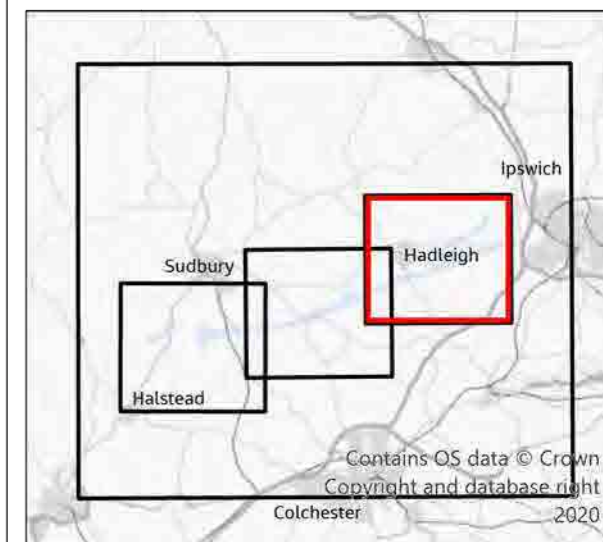 Ipswich
Hadleigh
Sudbury
Halstead
Contains OS data © Crown
Copyright and database right
2020
Colchester